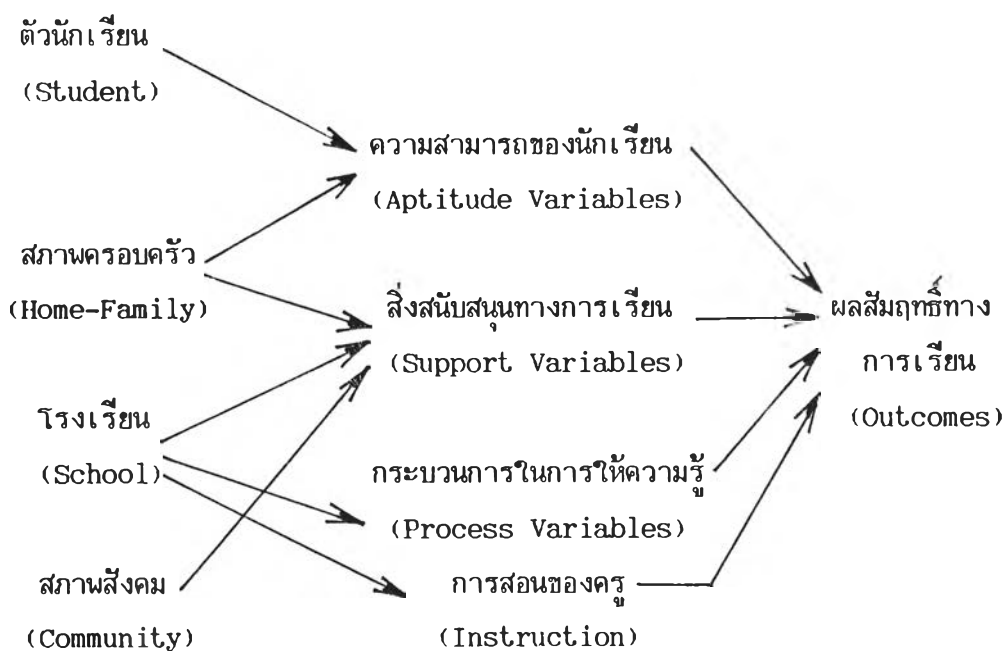 ตัวนักเรียน
(Student)
ความสามารถของนักเรียน
(Aptitude Variables)
สภาพครอบครัว
(Home-Family)
สิ่งสนับสนุนทางการเรียน
(Support Variables)
ผลสัมฤทธิ์ทาง
การเรียน
(Outcomes)
โรงเรียน
(School)
กระบวนการในการให้ความรู้
(Process Variables)
สภาพสังคม
(Community)
การสอนของครู
(Instruction)